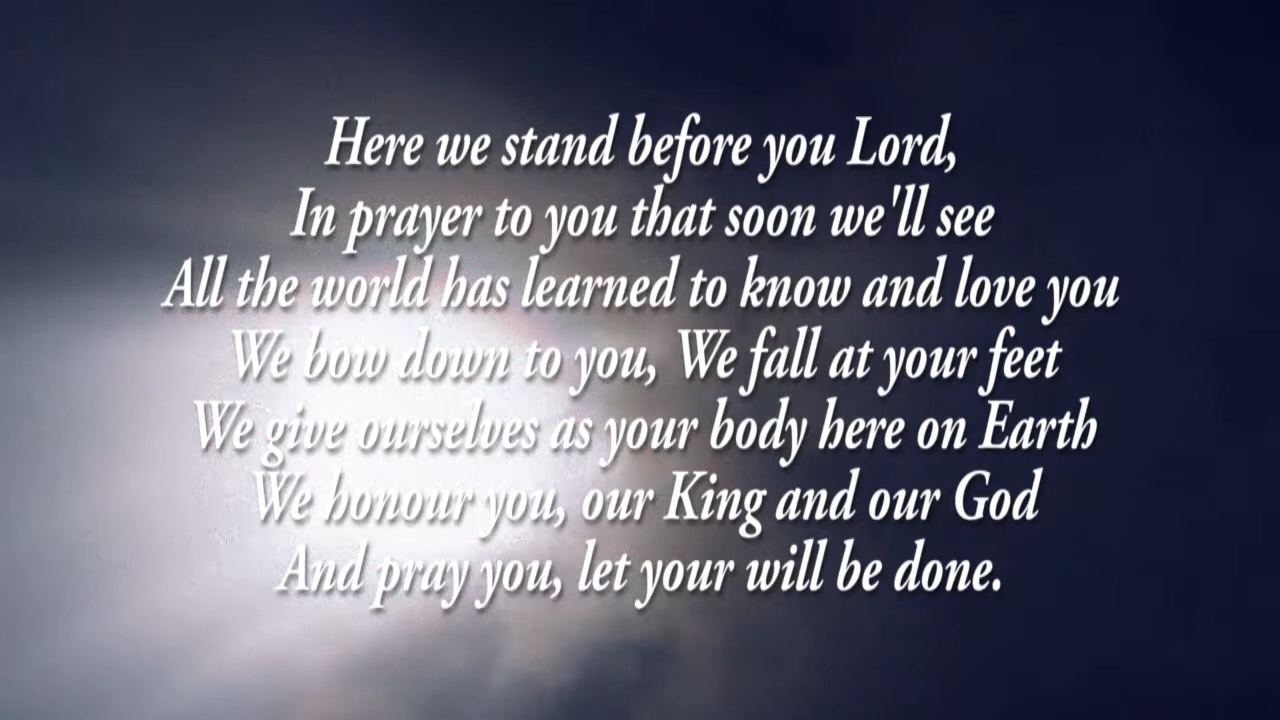 Here we stand before you Lord,
In prayer to you that soon we'll see
All the world has learned to know and love you
We bow down to you, We fall at your feet
We give ourselves as your body here on Earth
We honour you, our King and our God
And pray you, let your will be done.